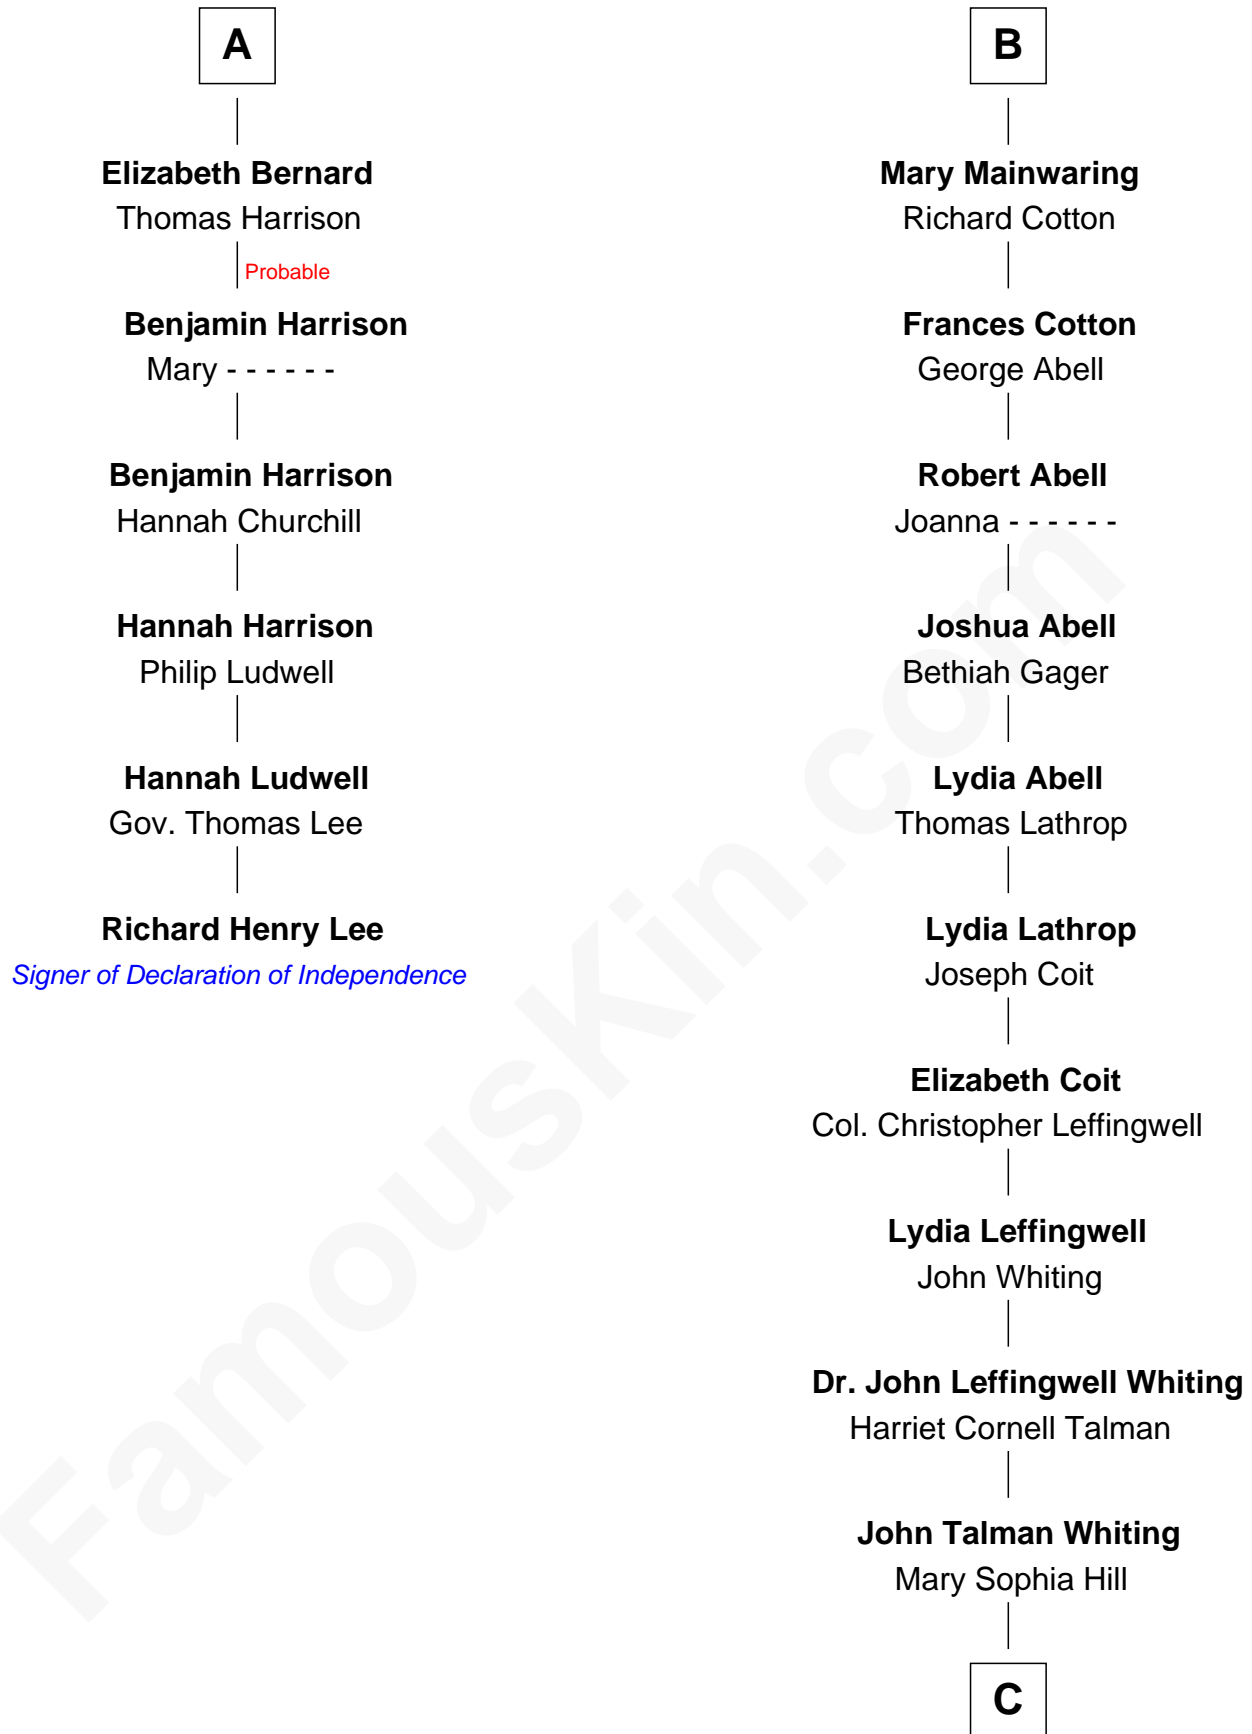 A
Elizabeth Bernard
Thomas Harrison
Probable
Benjamin Harrison
Mary - - - - - -
Benjamin Harrison
Hannah Churchill
Hannah Harrison
Philip Ludwell
Hannah Ludwell
Gov. Thomas Lee
Richard Henry Lee
Signer of Declaration of Independence
B
Mary Mainwaring
Richard Cotton
Frances Cotton
George Abell
Robert Abell
Joanna - - - - - -
Joshua Abell
Bethiah Gager
Lydia Abell
Thomas Lathrop
Lydia Lathrop
Joseph Coit
Elizabeth Coit
Col. Christopher Leffingwell
Lydia Leffingwell
John Whiting
Dr. John Leffingwell Whiting
Harriet Cornell Talman
John Talman Whiting
Mary Sophia Hill
C
FamousKin.com